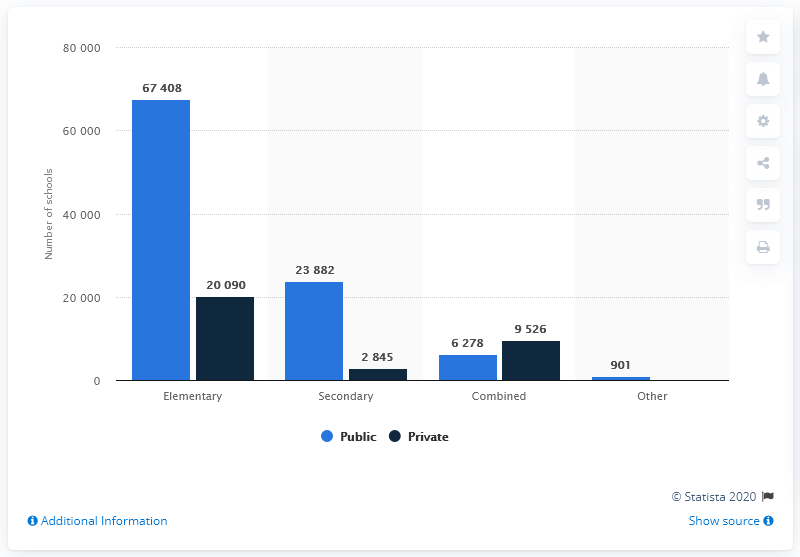 80 000
67 408
60 000
Number of schools
40 000
23 882
20 090
20 000
9 526
6 278
2 845
901
0
Elementary Secondary Combined Other
Public Private
© Statista 2020
Additional Information Show source